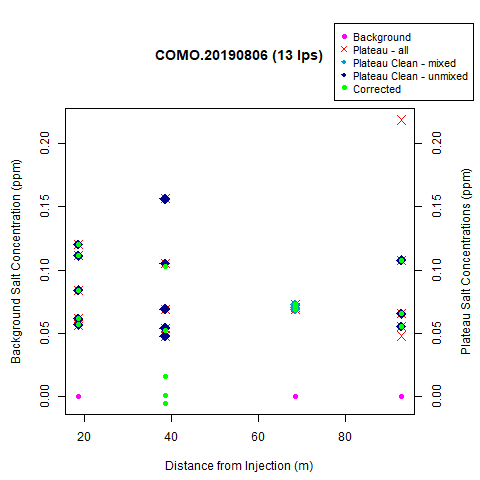 COMO.20190806 (13 lps)
Background
Plateau - all
Plateau Clean - mixed
Plateau Clean - unmixed
Corrected
Background Salt Concentration (ppm)
0.20
0.15
0.10
0.05
0.00
0.20
0.15
0.10
0.05
0.00
Plateau Salt Concentrations (ppm)
20 40 60 80
Distance from Injection (m)